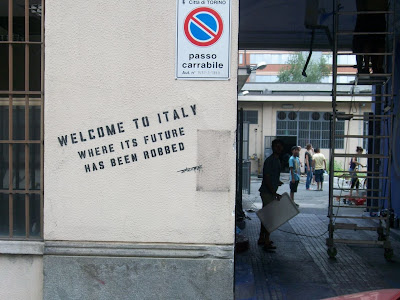 Città di TORINO
passo
carrabile
WELCOME TO ITALY
WHERE ITS FUTURE
HAS BEEN ROBBED